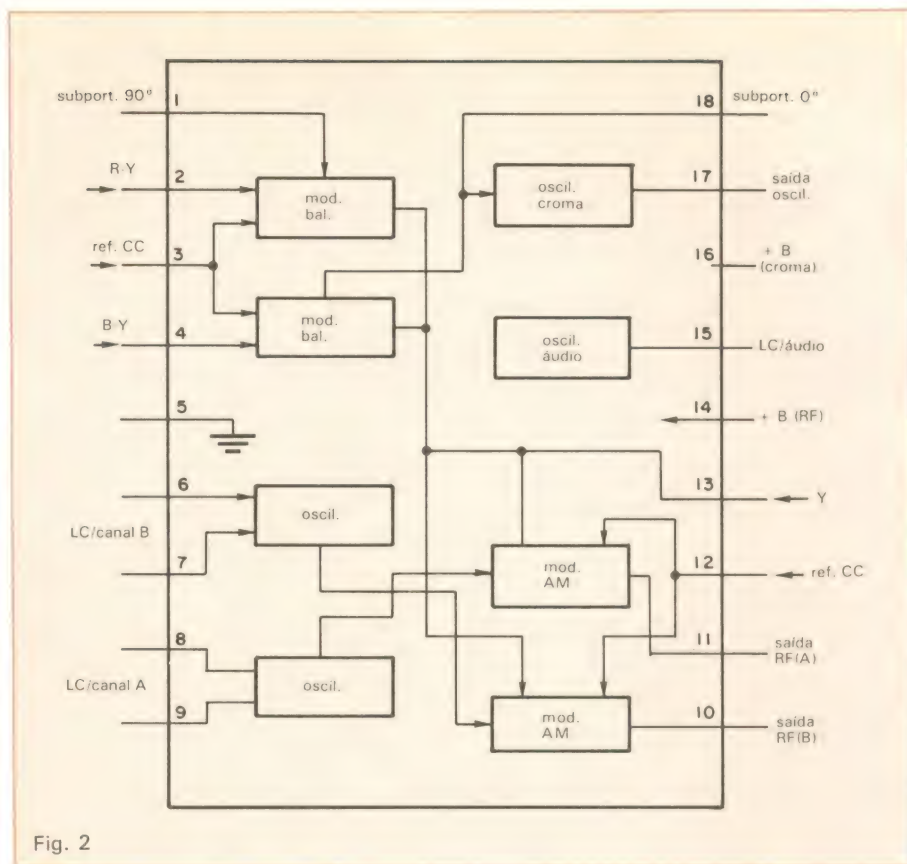 subport. 90°
1
R-Y
2
ref. CC
3
B-Y
4
5
6
LC/canal B
7
8
LC/canal A
9
mod.
bal.
mod.
bal.
oscil.
oscil.
oscil.
croma
oscil.
áudio
mod.
AM
mod.
AM
18
subport. 0°
17
saída
oscil.
16
+ B
(croma)
15
LC/áudio
14
+ B (RF)
13
Y
12
ref. CC
11
saída
RF(A)
10
saída
RF(B)
Fig. 2